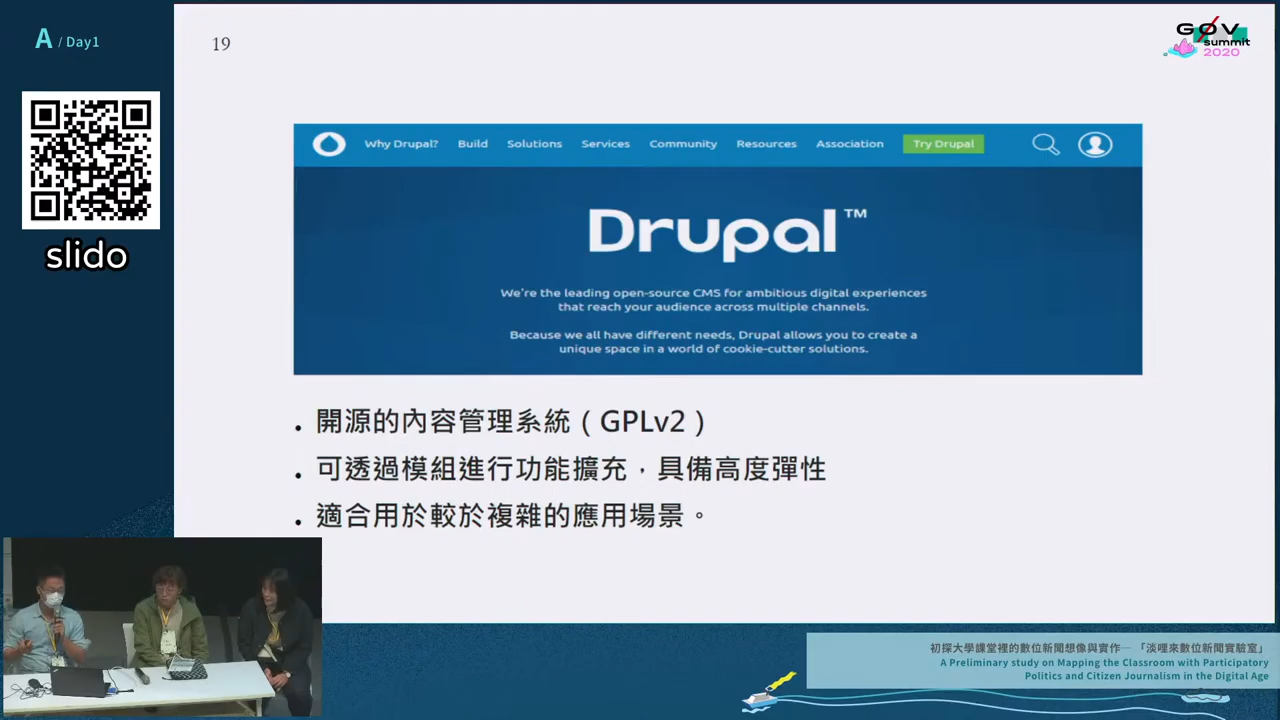 A / Day1
slido
19
GØV
summit
2020
Why Drupal? Build Solutions Services Community Resources Association Try Drupal
Drupal™
We're the leading open-source CMS for ambitious digital experiences
that reach your audience across multiple channels.
Because we all have different needs, Drupal allows you to create a
unique space in a world of cookie-cutter solutions.
• 開源的內容管理系統（GPLv2）
• 可透過模組進行功能擴充，具備高度彈性
• 適合用於較於複雜的應用場景。
初探大學課堂裡的數位新聞想像與實作─ 「淡哩來數位新聞實驗室」
A Preliminary study on Mapping the Classroom with Participatory
Politics and Citizen Journalism in the Digital Age